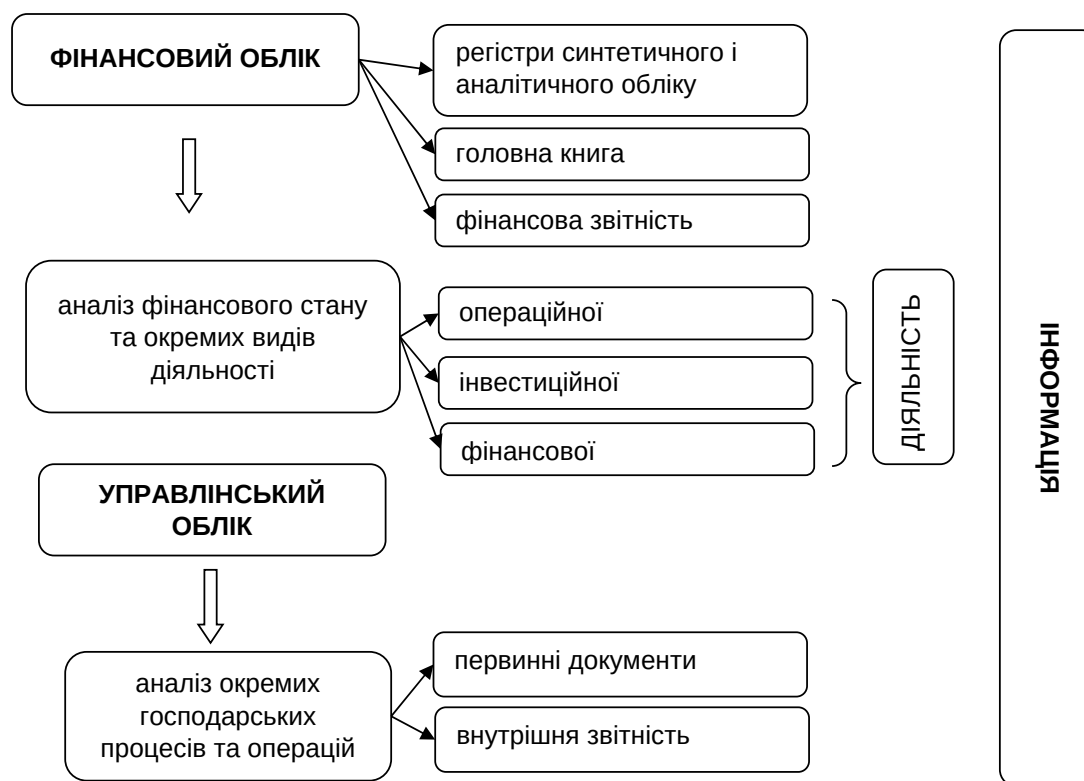 ФІНАНСОВИЙ ОБЛІК
регістри синтетичного і
аналітичного обліку
головна книга
фінансова звітність
аналіз фінансового стану
та окремих видів
діяльності
операційної
інвестиційної
фінансової
ДІЯЛЬНІСТЬ
ІНФОРМАЦІЯ
УПРАВЛІНСЬКИЙ
ОБЛІК
аналіз окремих
господарських
процесів та операцій
первинні документи
внутрішня звітність